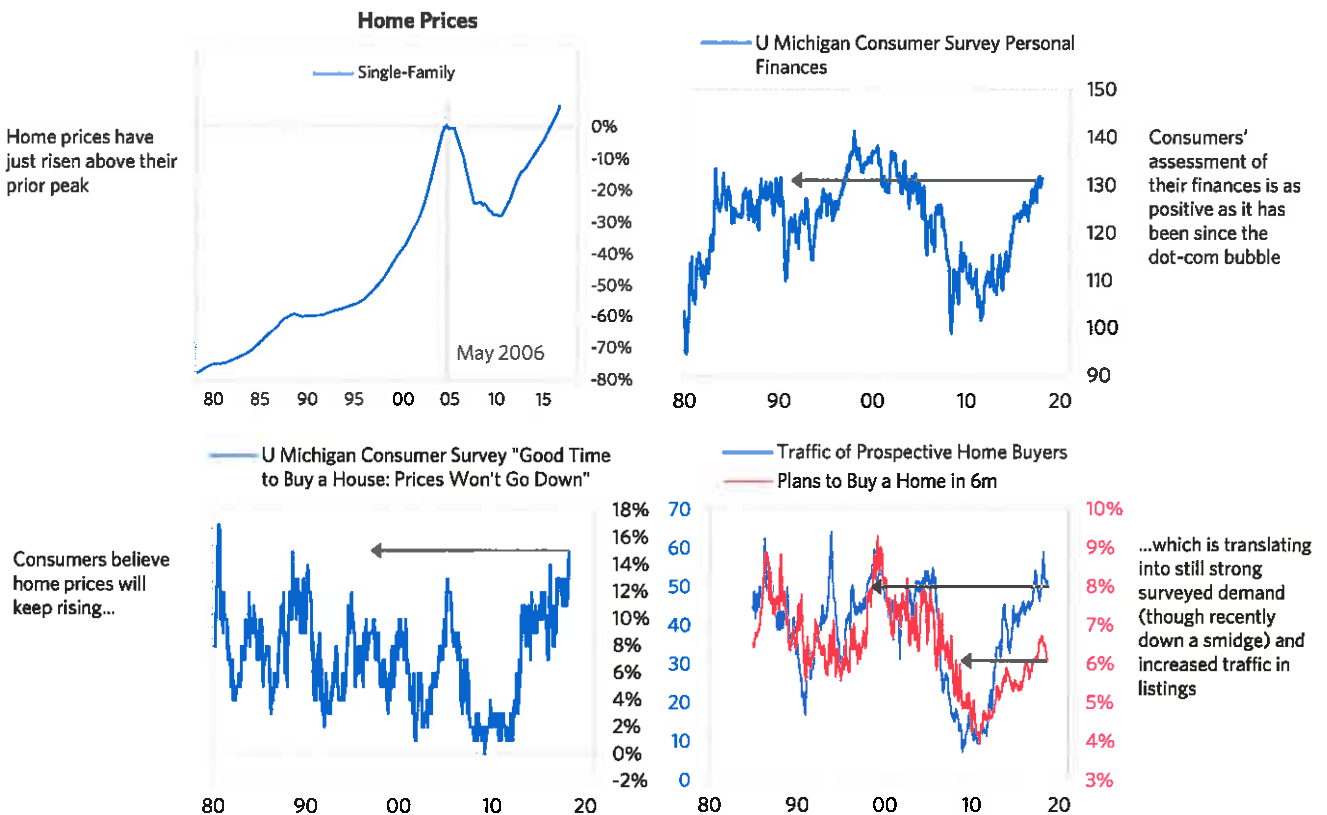 Home Prices
Single-Family
Home prices have
just risen above their
prior peak
0%
-10%
-20%
-30%
-40%
-50%
-60%
-70%
-80%
May 2006
80 85 90 95 00 05 10 15
U Michigan Consumer Survey Personal
Finances
150
140
130
120
110
100
90
80 90 00 10 20
Consumers'
assessment of
their finances is as
positive as it has
been since the
dot-com bubble
U Michigan Consumer Survey "Good Time
to Buy a House: Prices Won't Go Down"
Consumers believe
home prices will
keep rising...
18%
16%
14%
12%
10%
8%
6%
4%
2%
0%
-2%
80 90 00 10 20
Traffic of Prospective Home Buyers
Plans to Buy a Home in 6m
70
60
50
40
30
20
10
0
10%
9%
8%
7%
6%
5%
4%
3%
80 90 00 10 20
...which is translating
into still strong
surveyed demand
(though recently
down a smidge) and
increased traffic in
listings